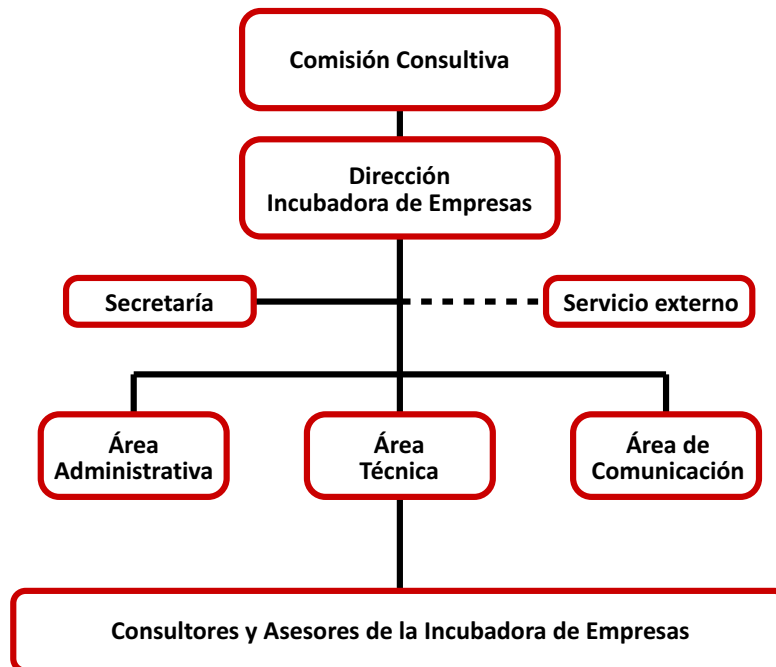 Comisión Consultiva
Dirección
Incubadora de Empresas
Secretaría
Servicio externo
Área
Administrativa
Área
Técnica
Área de
Comunicación
Consultores y Asesores de la Incubadora de Empresas